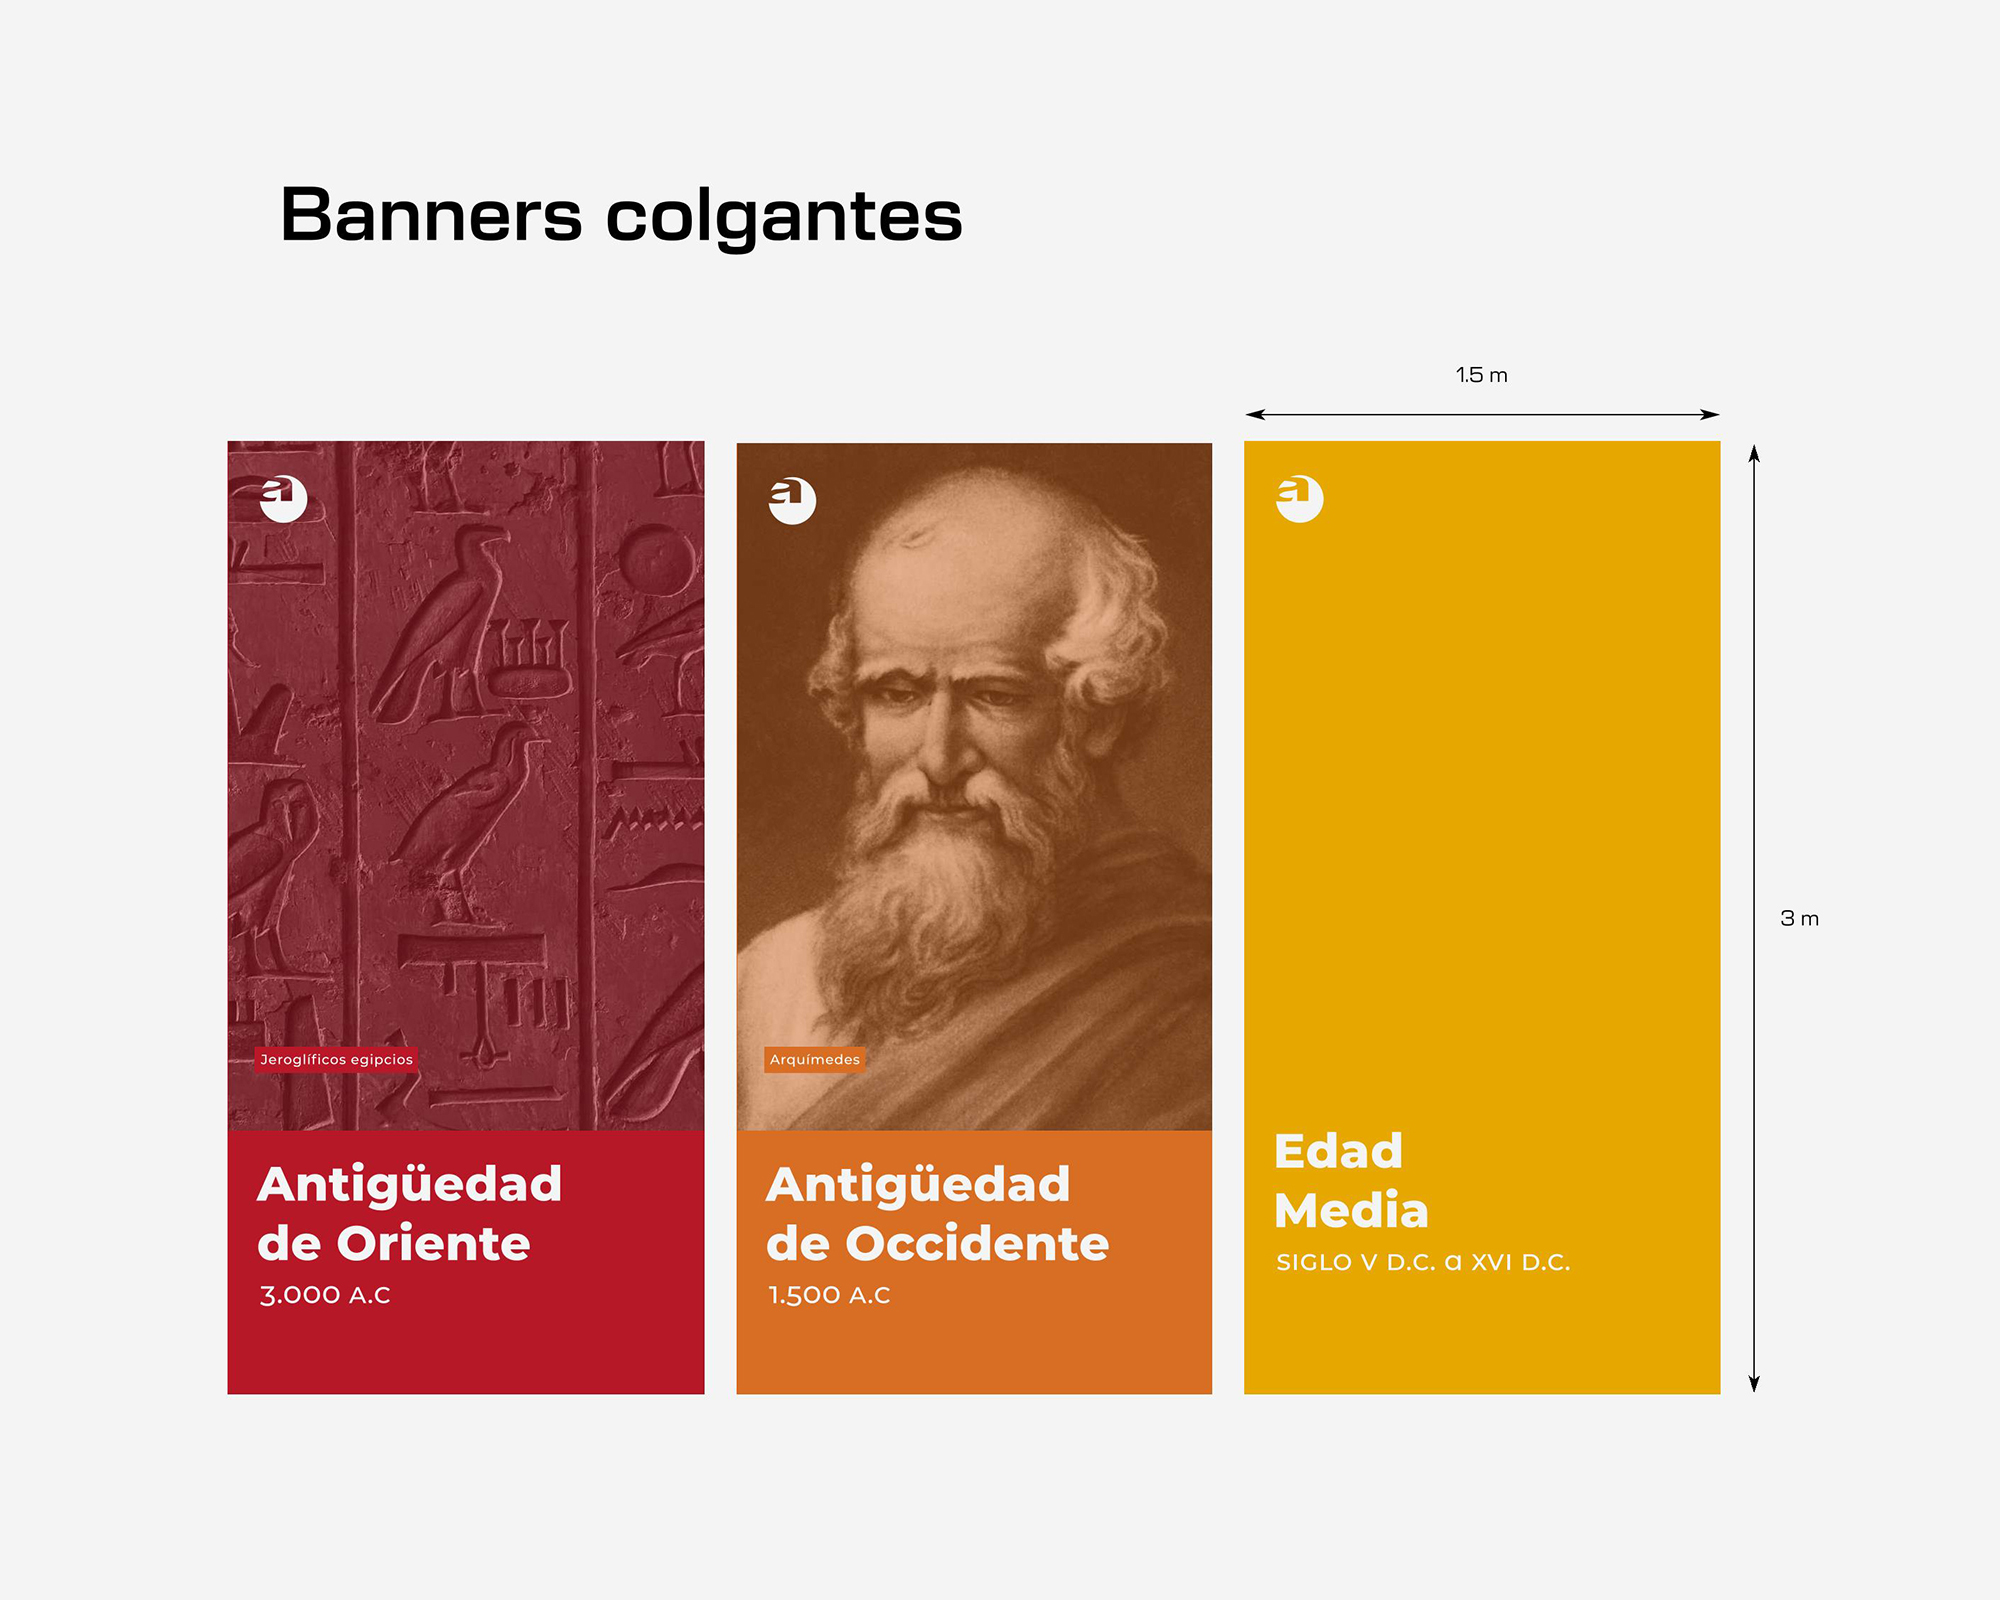 Banners colgantes
1.5 m
3 m
a
Jeroglíficos egipcios
Antigüedad
de Oriente
3.000 A.C
a
Arquímedes
Antigüedad
de Occidente
1.500 A.C
a
Edad
Media
SIGLO V D.C. a XVI D.C.